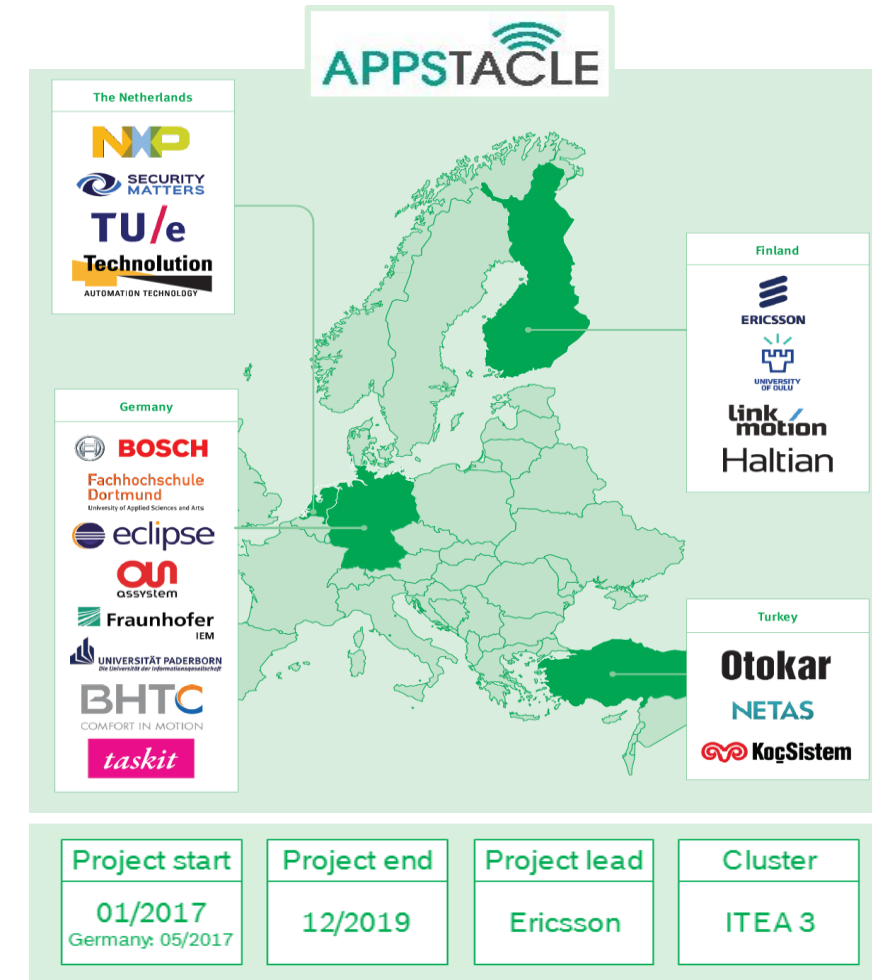 APPSTACLE
The Netherlands
NXP
SECURITY
MATTERS
TU/e
Technolution
AUTOMATION TECHNOLOGY
Finland
ERICSSON
UNIVERSITY
OF OULU
link
motion
Haltian
Germany
BOSCH
Fachhochschule
Dortmund
University of Applied Sciences and Arts
eclipse
assystem
Fraunhofer
IEM
UNIVERSITÄT PADERBORN
Die Universität der Informationsgesellschaft
BHTC
COMFORT IN MOTION
taskit
Turkey
Otokar
NETAS
KoçSistem
Project start
01/2017
Germany: 05/2017
Project end
12/2019
Project lead
Ericsson
Cluster
ITEA 3